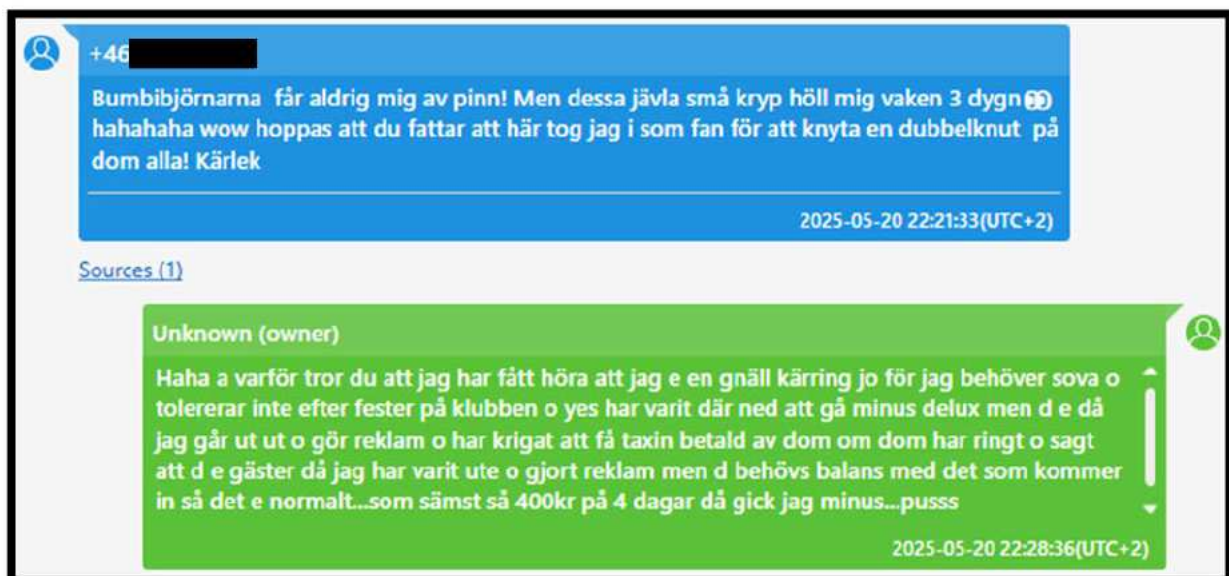 +46
Bumbibjörnarna får aldrig mig av pinn! Men dessa jävla små kryp höll mig vaken 3 dygn
hahahaha wow hoppas att du fattar att här tog jag i som fan för att knyta en dubbelknut på
dom alla! Kärlek
2025-05-20 22:21:33(UTC+2)
Sources (1)
Unknown (owner)
Haha a varför tror du att jag har fått höra att jag e en gnäll kärring jo för jag behöver sova o
tolererar inte efter fester på klubben o yes har varit där ned att gå minus delux men d e då
jag går ut ut o gör reklam o har krigat att få taxin betald av dom om dom har ringt o sagt
att d e gäster då jag har varit ute o gjort reklam men d behövs balans med det som kommer
in så det e normalt...som sämst så 400kr på 4 dagar då gick jag minus...pusss
2025-05-20 22:28:36(UTC+2)